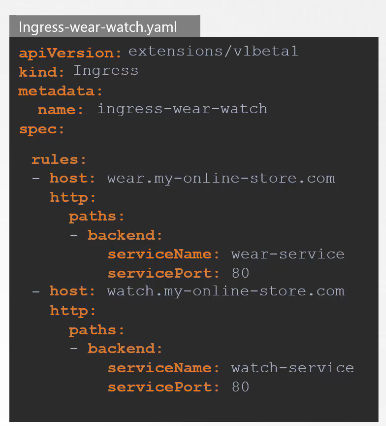 Ingress-wear-watch.yaml
apiVersion: extensions/v1beta1
kind: Ingress
metadata:
  name: ingress-wear-watch
spec:
  rules:
  - host: wear.my-online-store.com
    http:
      paths:
      - backend:
          serviceName: wear-service
          servicePort: 80
  - host: watch.my-online-store.com
    http:
      paths:
      - backend:
          serviceName: watch-service
          servicePort: 80